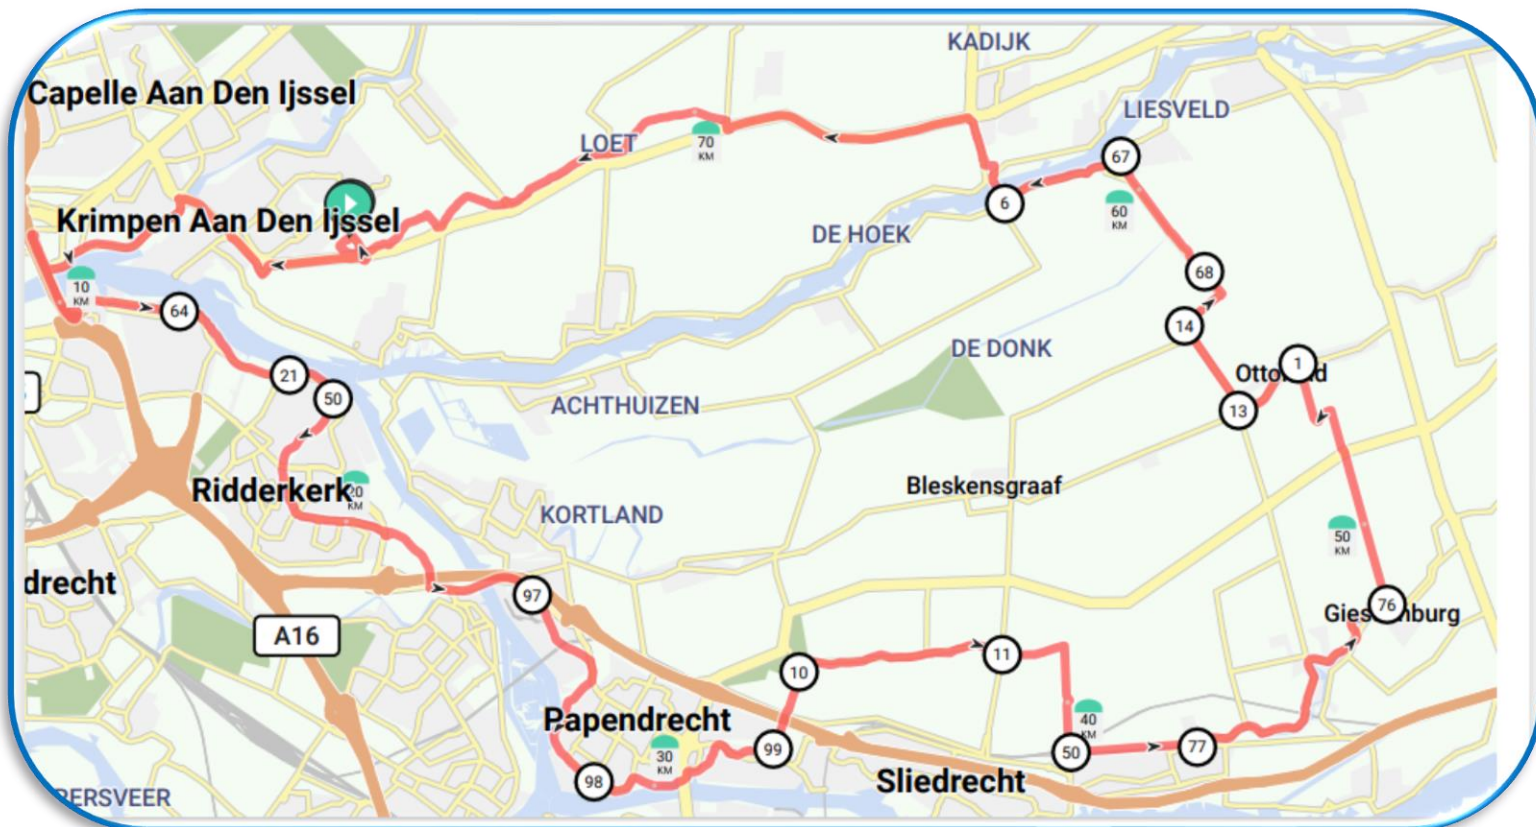 KADIJK
Capelle Aan Den Ijssel
LIESVELD
LOET
70
KM
67
Krimpen Aan Den Ijssel
6
60
KM
DE HOEK
68
10
KM
64
14
DE DONK
21
1
50
ACHTHUIZEN
13
Ridderkerk
KM
Bleskensgraaf
KORTLAND
50
KM
drecht
97
76
A16
11
10
Papendrecht
40
KM
30
KM
99
50
77
98
Sliedrecht